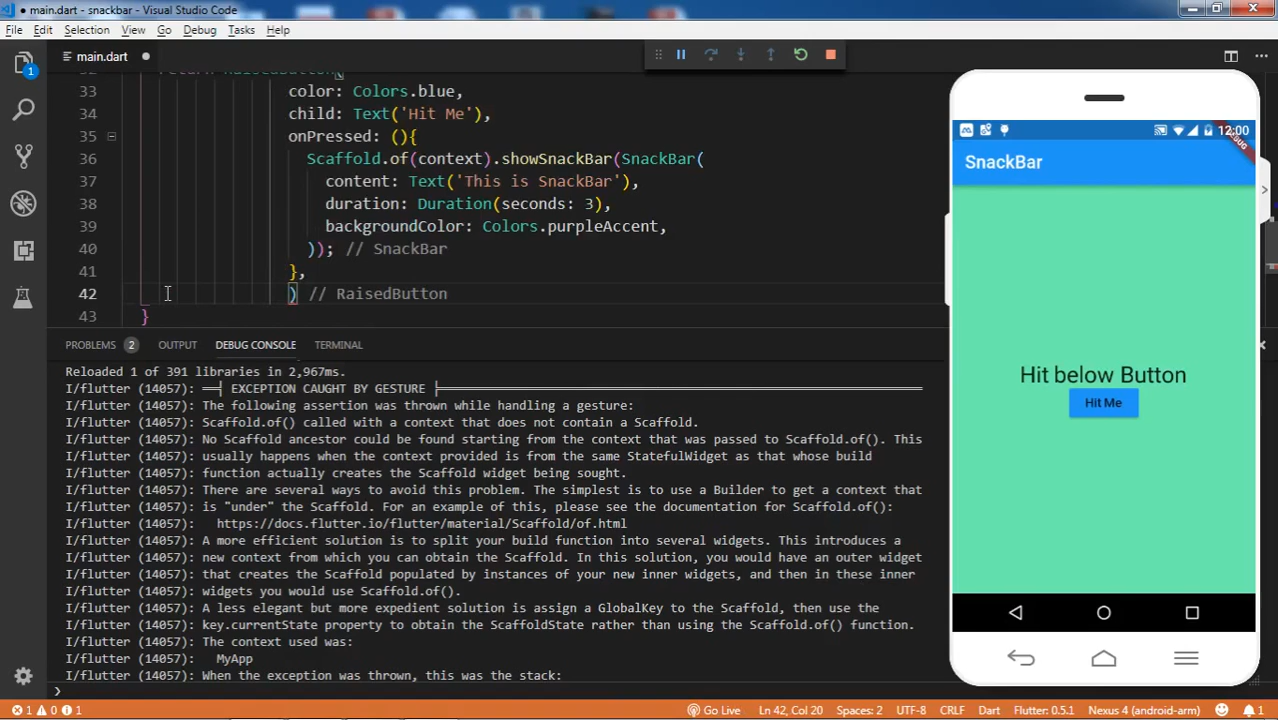 main.dart - snackbar - Visual Studio Code
File Edit Selection View Go Debug Tasks Help
1
main.dart
return RaisedButton(
33 color: Colors.blue,
34 child: Text('Hit Me'),
35 onPressed: (){
36 Scaffold.of(context).showSnackBar(SnackBar(
37 content: Text('This is SnackBar'),
38 duration: Duration(seconds: 3),
39 backgroundColor: Colors.purpleAccent,
40 )); // SnackBar
41 },
42 ) // RaisedButton
43 }
PROBLEMS 2 OUTPUT DEBUG CONSOLE TERMINAL
Reloaded 1 of 391 libraries in 2,967ms.
I/flutter (14057): ══╡ EXCEPTION CAUGHT BY GESTURE ╞═══════════════════════════════════════════════════════════════
I/flutter (14057): The following assertion was thrown while handling a gesture:
I/flutter (14057): Scaffold.of() called with a context that does not contain a Scaffold.
I/flutter (14057): No Scaffold ancestor could be found starting from the context that was passed to Scaffold.of(). This
I/flutter (14057): usually happens when the context provided is from the same StatefulWidget as that whose build
I/flutter (14057): function actually creates the Scaffold widget being sought.
I/flutter (14057): There are several ways to avoid this problem. The simplest is to use a Builder to get a context that
I/flutter (14057): is "under" the Scaffold. For an example of this, please see the documentation for Scaffold.of():
I/flutter (14057): https://docs.flutter.io/flutter/material/Scaffold/of.html
I/flutter (14057): A more efficient solution is to split your build function into several widgets. This introduces a
I/flutter (14057): new context from which you can obtain the Scaffold. In this solution, you would have an outer widget
I/flutter (14057): that creates the Scaffold populated by instances of your new inner widgets, and then in these inner
I/flutter (14057): widgets you would use Scaffold.of().
I/flutter (14057): A less elegant but more expedient solution is assign a GlobalKey to the Scaffold, then use the
I/flutter (14057): key.currentState property to obtain the ScaffoldState rather than using the Scaffold.of() function.
I/flutter (14057): The context used was:
I/flutter (14057): MyApp
I/flutter (14057): When the exception was thrown, this was the stack:
1 0 1 Go Live Ln 42, Col 20 Spaces: 2 UTF-8 CRLF Dart Flutter: 0.5.1 Nexus 4 (android-arm) 1
12:00
DEBUG
SnackBar
Hit below Button
Hit Me